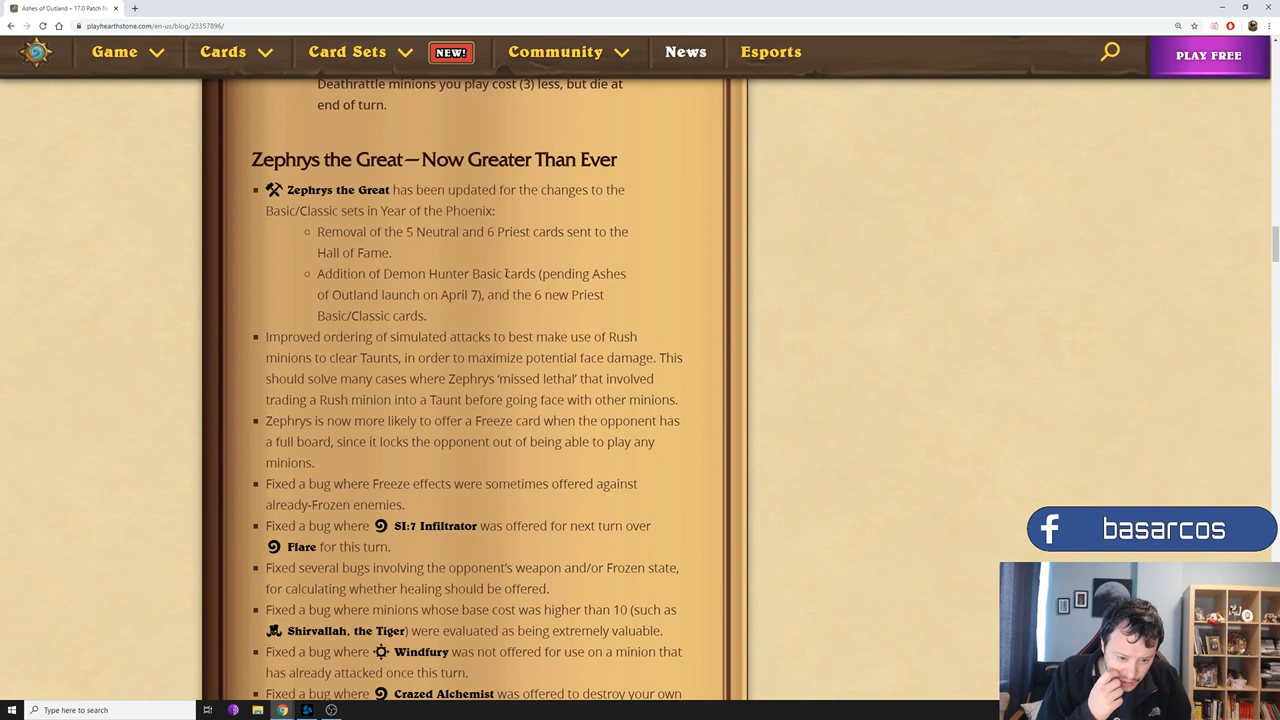 Ashes of Outland – 17.0 Patch N
playhearthstone.com/en-us/blog/23357896/
Game
Cards
Card Sets
NEW!
Community
News
Esports
PLAY FREE
Deathrattle minions you play cost (3) less, but die at
end of turn.
Zephrys the Great—Now Greater Than Ever
Zephrys the Great has been updated for the changes to the
Basic/Classic sets in Year of the Phoenix:
Removal of the 5 Neutral and 6 Priest cards sent to the
Hall of Fame.
Addition of Demon Hunter Basic cards (pending Ashes
of Outland launch on April 7), and the 6 new Priest
Basic/Classic cards.
Improved ordering of simulated attacks to best make use of Rush
minions to clear Taunts, in order to maximize potential face damage. This
should solve many cases where Zephrys ‘missed lethal’ that involved
trading a Rush minion into a Taunt before going face with other minions.
Zephrys is now more likely to offer a Freeze card when the opponent has
a full board, since it locks the opponent out of being able to play any
minions.
Fixed a bug where Freeze effects were sometimes offered against
already-Frozen enemies.
Fixed a bug where SI:7 Infiltrator was offered for next turn over
Flare for this turn.
Fixed several bugs involving the opponent’s weapon and/or Frozen state,
for calculating whether healing should be offered.
Fixed a bug where minions whose base cost was higher than 10 (such as
Shirvallah, the Tiger) were evaluated as being extremely valuable.
Fixed a bug where Windfury was not offered for use on a minion that
has already attacked once this turn.
Fixed a bug where Crazed Alchemist was offered to destroy your own
f basarcos
Type here to search